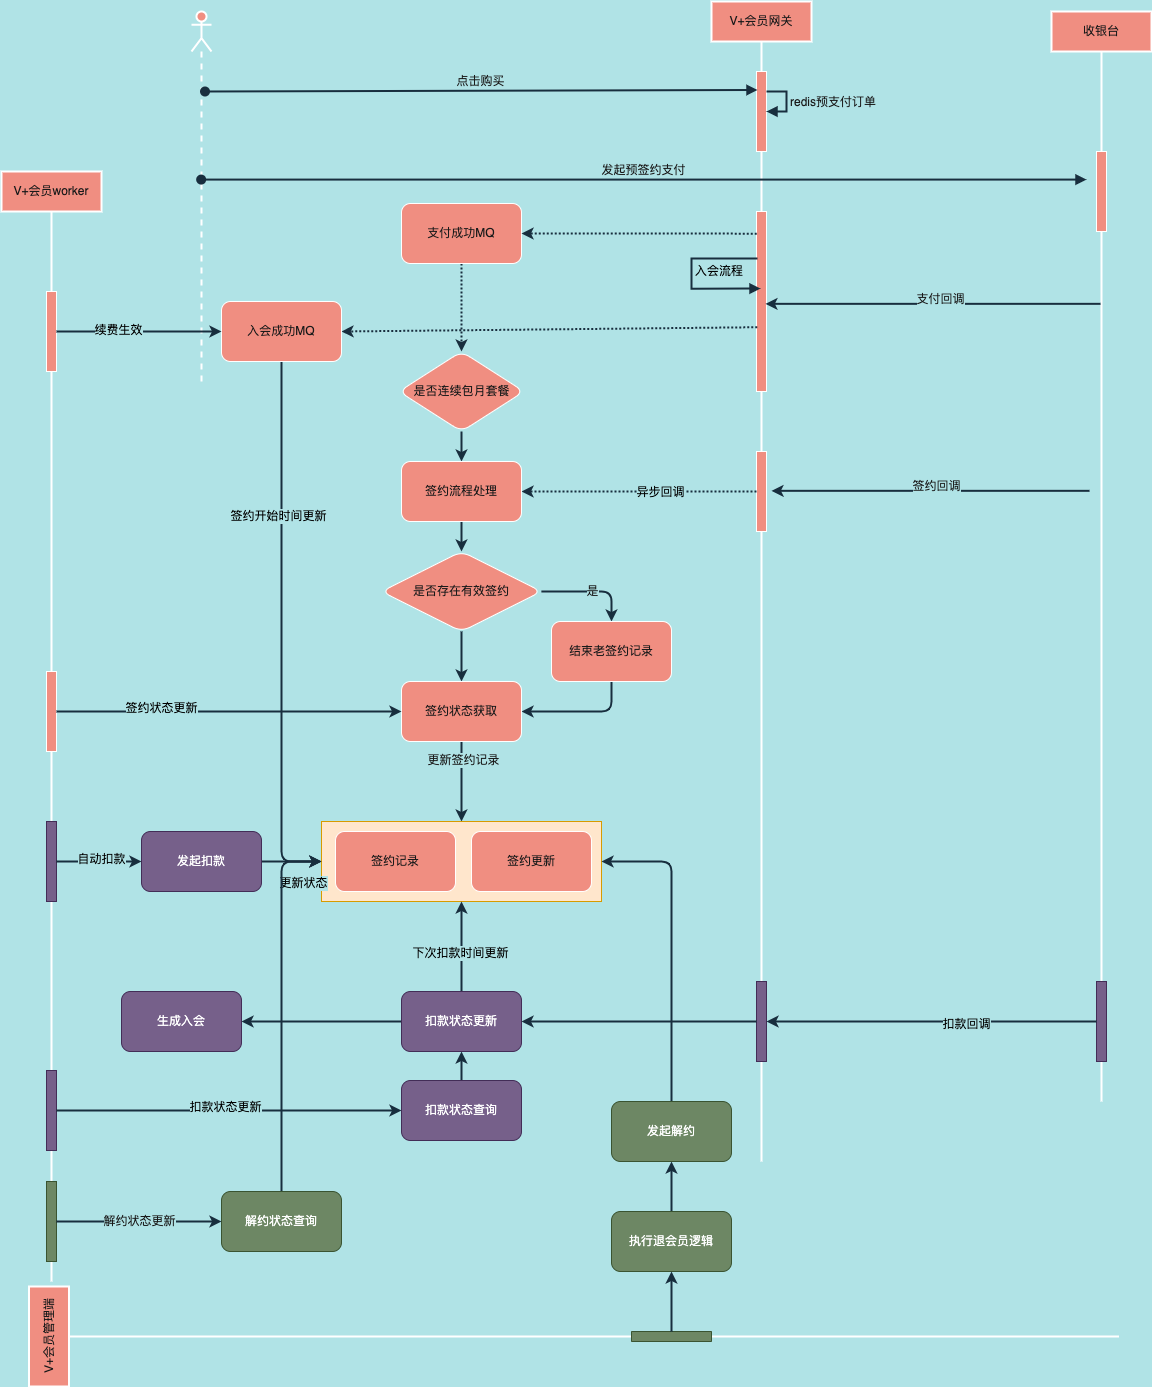 V+会员网关
收银台
点击购买
redis预支付订单
发起预签约支付
V+会员worker
支付成功MQ
入会流程
支付回调
续费生效
入会成功MQ
是否连续包月套餐
签约流程处理
异步回调
签约回调
签约开始时间更新
是否存在有效签约
是
结束老签约记录
签约状态更新
签约状态获取
更新签约记录
自动扣款
发起扣款
签约记录
签约更新
更新状态
下次扣款时间更新
生成入会
扣款状态更新
扣款回调
扣款状态更新
扣款状态查询
发起解约
解约状态更新
解约状态查询
执行退会员逻辑
V+会员管理端